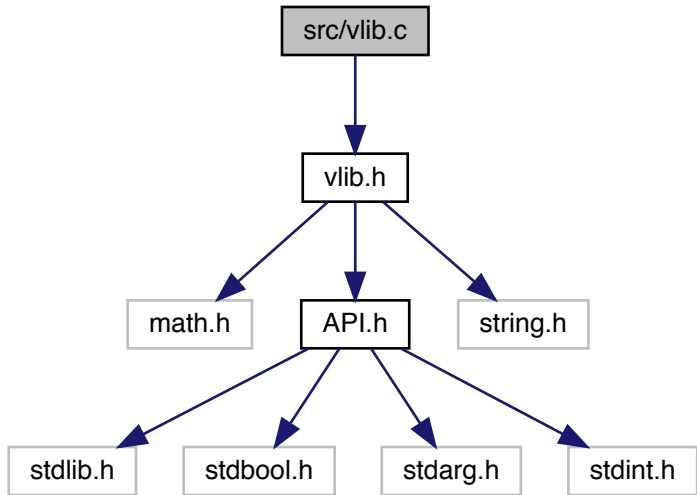 src/vlib.c
vlib.h
math.h
API.h
string.h
stdlib.h
stdbool.h
stdarg.h
stdint.h